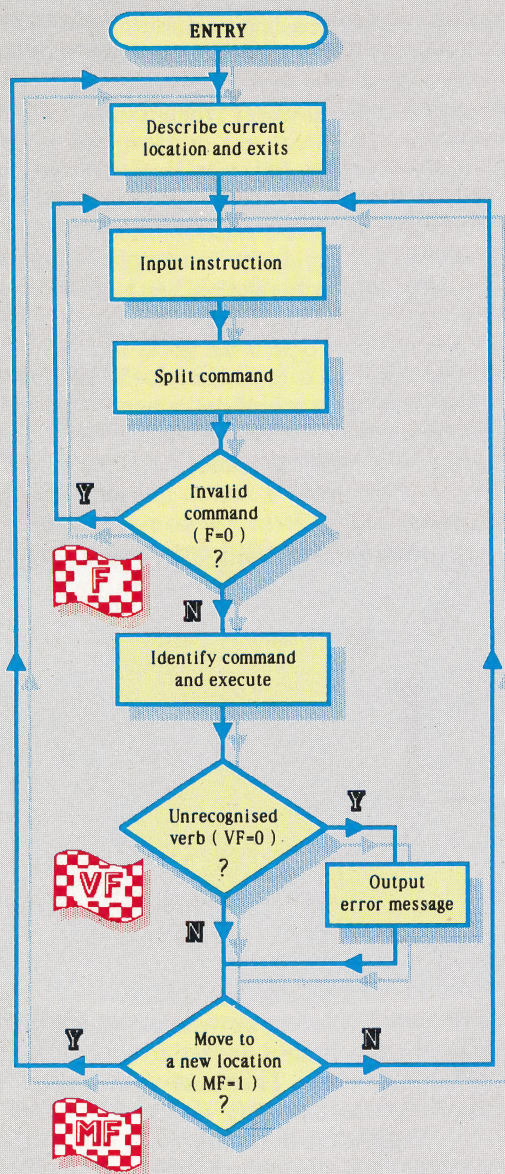 ENTRY
Describe current
location and exits
Input instruction
Split command
Invalid
command
( F=0 )
?
Y
F
N
Identify command
and execute
Unrecognised
verb ( VF=0 )
?
Y
VF
Output
error message
N
Move to
a new location
( MF=1 )
?
Y
N
MF